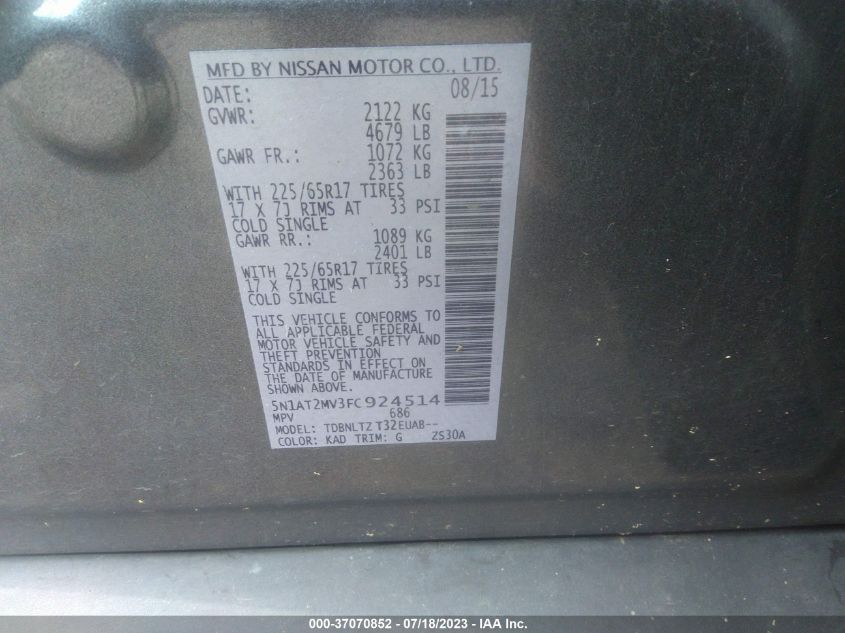 MFD BY NISSAN MOTOR CO., LTD.
DATE: 08/15
GVWR: 2122 KG
4679 LB
GAWR FR.: 1072 KG
2363 LB
WITH 225/65R17 TIRES
17 X 7J RIMS AT 33 PSI
COLD SINGLE
GAWR RR.: 1089 KG
2401 LB
WITH 225/65R17 TIRES
17 X 7J RIMS AT 33 PSI
COLD SINGLE
THIS VEHICLE CONFORMS TO
ALL APPLICABLE FEDERAL
MOTOR VEHICLE SAFETY AND
THEFT PREVENTION
STANDARDS IN EFFECT ON
THE DATE OF MANUFACTURE
SHOWN ABOVE.
5N1AT2MV3FC924514
MPV 686
MODEL: TDBNLTZ T32EUAB--
COLOR: KAD TRIM: G ZS30A
000-37070852 - 07/18/2023 - IAA Inc.